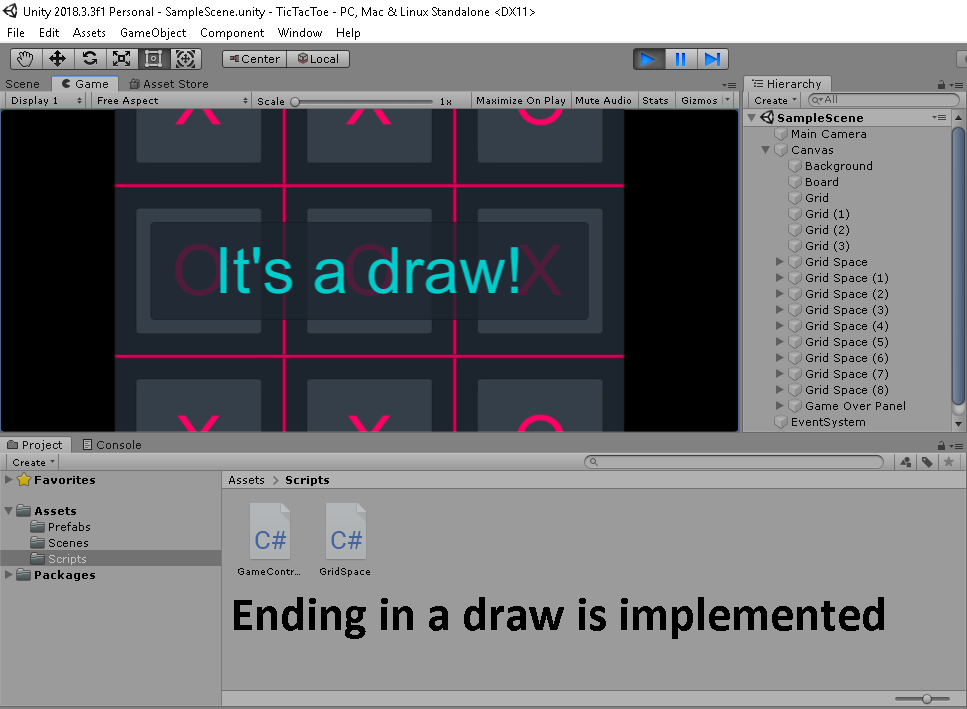 Unity 2018.3.3f1 Personal - SampleScene.unity - TicTacToe - PC, Mac & Linux Standalone <DX11>
File Edit Assets GameObject Component Window Help
Center Local
Scene Game Asset Store
Display 1 Free Aspect Scale 1x Maximize On Play Mute Audio Stats Gizmos
X X O
O O X
It's a draw!
X X O
Hierarchy
Create All
SampleScene
Main Camera
Canvas
Background
Board
Grid
Grid (1)
Grid (2)
Grid (3)
Grid Space
Grid Space (1)
Grid Space (2)
Grid Space (3)
Grid Space (4)
Grid Space (5)
Grid Space (6)
Grid Space (7)
Grid Space (8)
Game Over Panel
EventSystem
Project Console
Create
Favorites
Assets
Prefabs
Scenes
Scripts
Packages
Assets > Scripts
C# C#
GameContr... GridSpace
Ending in a draw is implemented